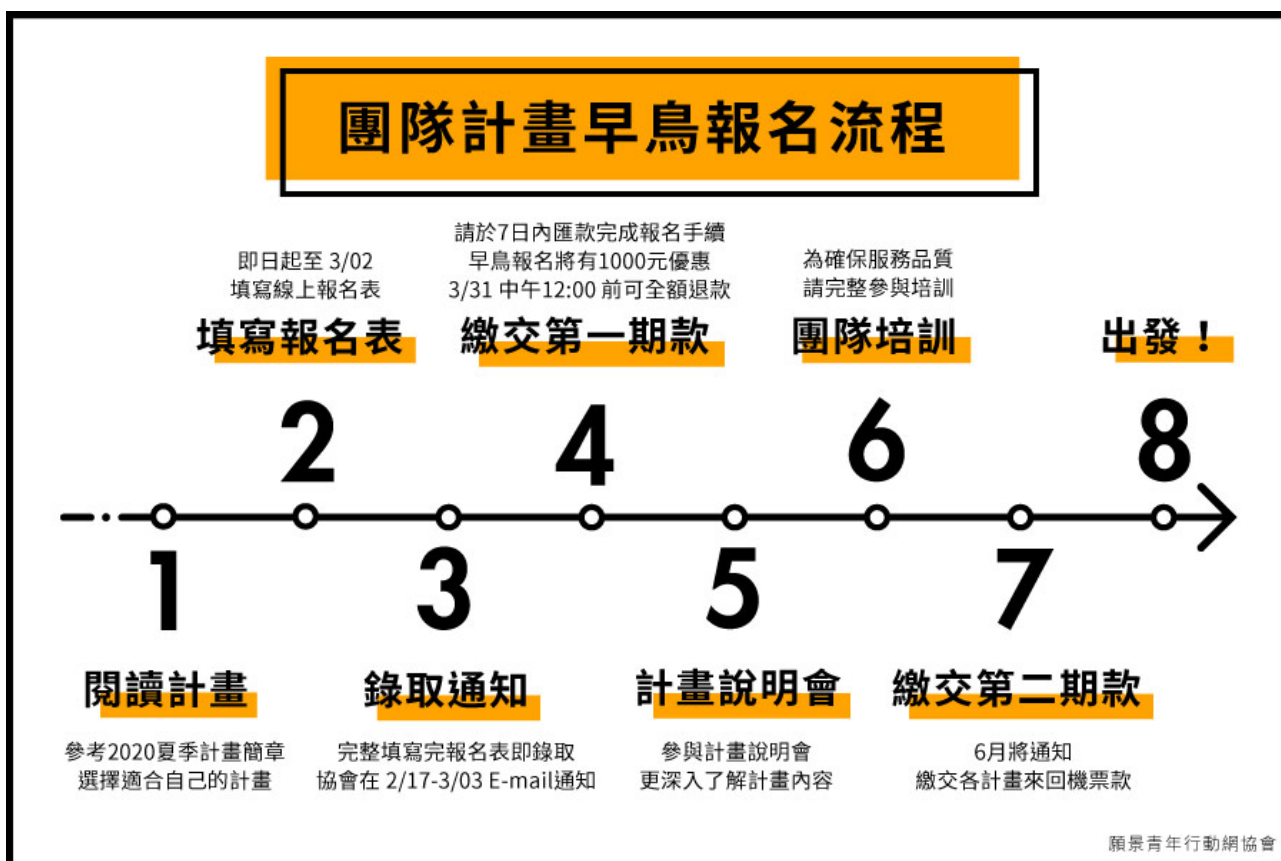 團隊計畫早鳥報名流程
1
閱讀計畫
參考2020夏季計畫簡章
選擇適合自己的計畫
即日起至 3/02
填寫線上報名表
填寫報名表
2
3
錄取通知
完整填寫完報名表即錄取
協會在 2/17-3/03 E-mail通知
請於7日內匯款完成報名手續
早鳥報名將有1000元優惠
3/31 中午12:00 前可全額退款
繳交第一期款
4
5
計畫說明會
參與計畫說明會
更深入了解計畫內容
為確保服務品質
請完整參與培訓
團隊培訓
6
7
繳交第二期款
6月將通知
繳交各計畫來回機票款
出發！
8
願景青年行動網協會